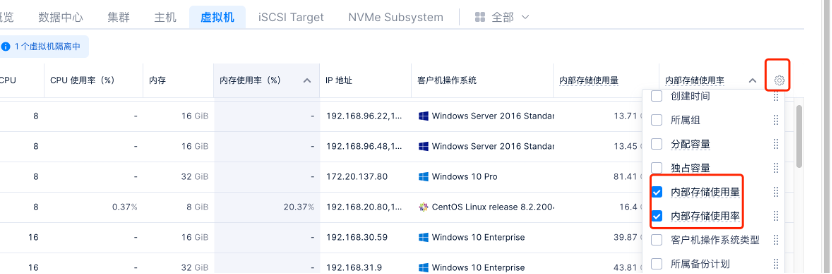 概览 数据中心 集群 主机 虚拟机 iSCSI Target NVMe Subsystem 全部
1 个虚拟机隔离中
CPU CPU 使用率（%） 内存 内存使用率（%） IP 地址 客户机操作系统 内部存储使用量 内部存储使用率
创建时间
8 - 16 GiB - 192.168.96.22,1... Windows Server 2016 Standar 13.71 G
所属组
8 - 16 GiB - 192.168.96.48,1... Windows Server 2016 Standar 13.45 G
分配容量
独占容量
8 - 32 GiB - 172.20.137.80 Windows 10 Pro 81.41 G
内部存储使用量
8 0.37% 8 GiB 20.37% 192.168.20.80,1... CentOS Linux release 8.2.200 16.4
内部存储使用率
16 - 16 GiB - 192.168.30.59 Windows 10 Enterprise 39.87
客户机操作系统类型
16 - 32 GiB - 192.168.31.9 Windows 10 Enterprise 43.81
所属备份计划